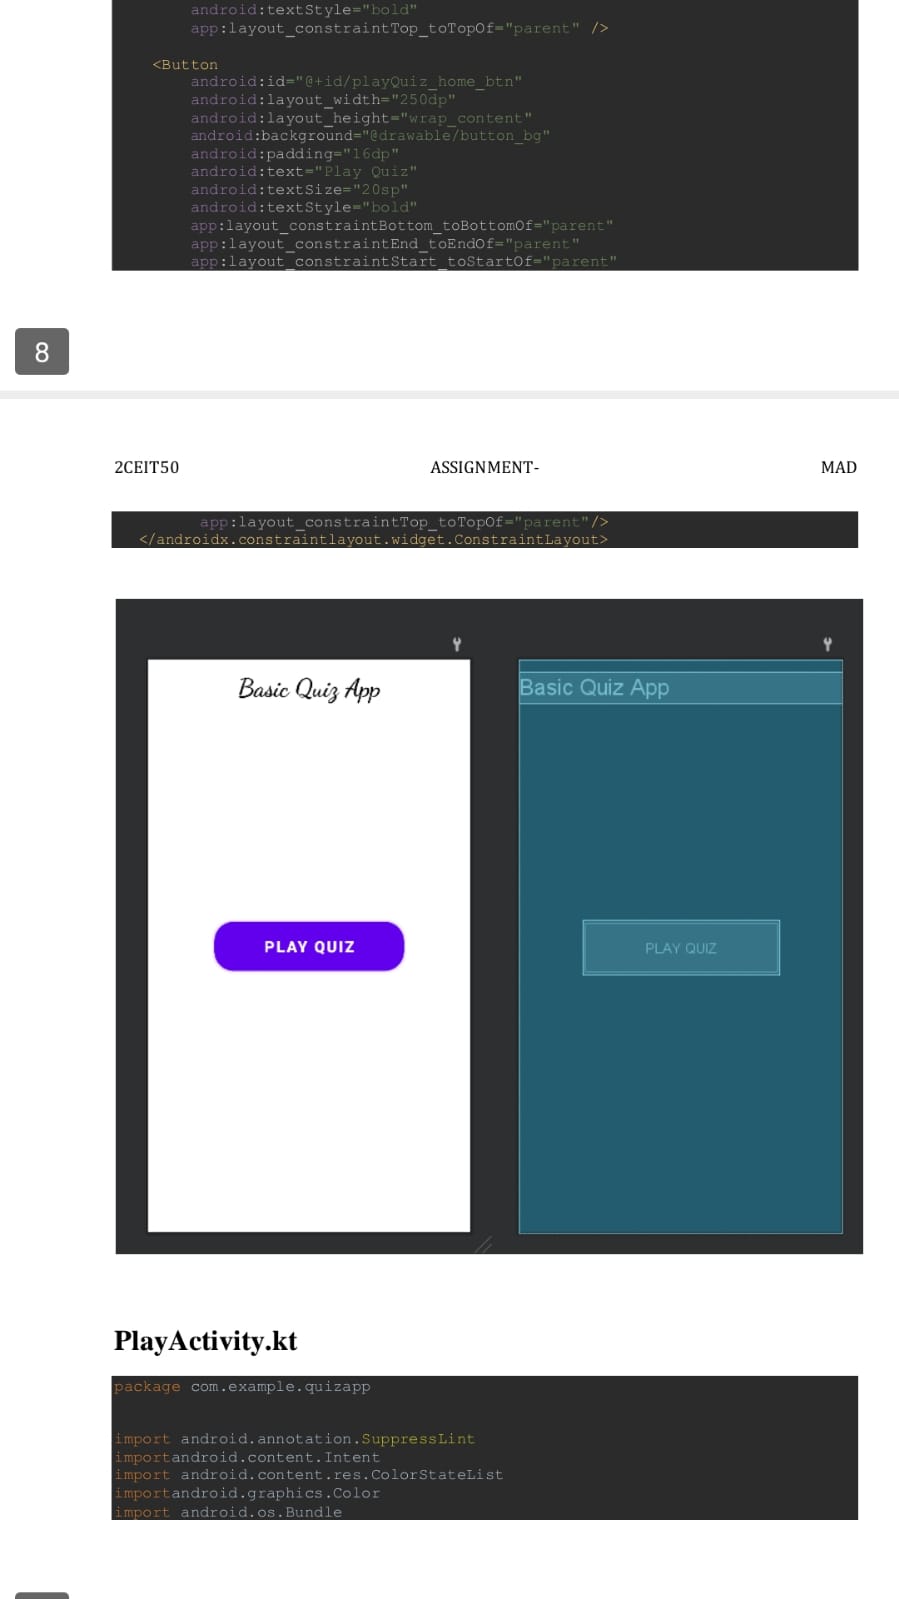 android:textStyle="bold"
app:layout_constraintTop_toTopOf="parent" />
<Button
android:id="@+id/playQuiz_home_btn"
android:layout_width="250dp"
android:layout_height="wrap_content"
android:background="@drawable/button_bg"
android:padding="16dp"
android:text="Play Quiz"
android:textSize="20sp"
android:textStyle="bold"
app:layout_constraintBottom_toBottomOf="parent"
app:layout_constraintEnd_toEndOf="parent"
app:layout_constraintStart_toStartOf="parent"
8
2CEIT50 ASSIGNMENT- MAD
app:layout_constraintTop_toTopOf="parent"/>
</androidx.constraintlayout.widget.ConstraintLayout>
Basic Quiz App
Basic Quiz App
PLAY QUIZ
PLAY QUIZ
PlayActivity.kt
package com.example.quizapp
import android.annotation.SuppressLint
importandroid.content.Intent
import android.content.res.ColorStateList
importandroid.graphics.Color
import android.os.Bundle